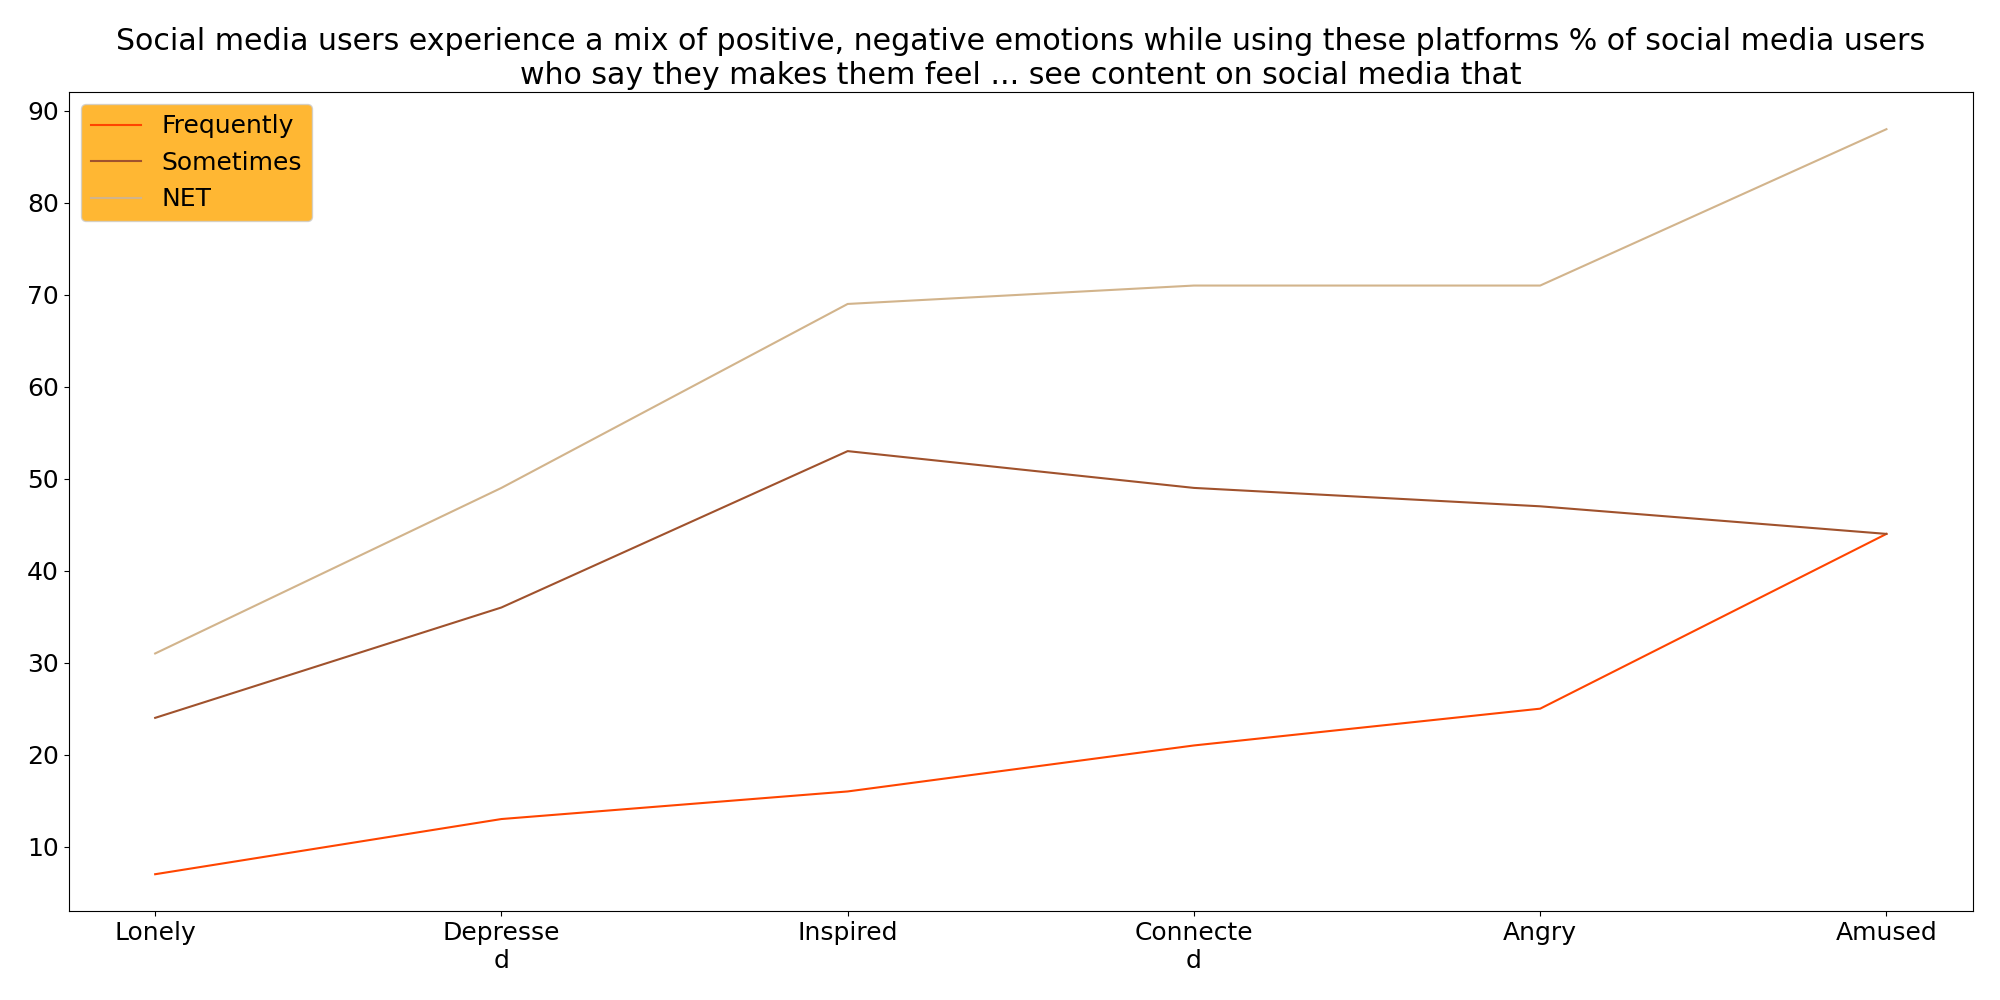 Social media users experience a mix of positive, negative emotions while using these platforms % of social media users
who say they makes them feel ... see content on social media that
Frequently
Sometimes
NET
90
80
70
60
50
40
30
20
10
Lonely
Depresse
d
Inspired
Connecte
d
Angry
Amused